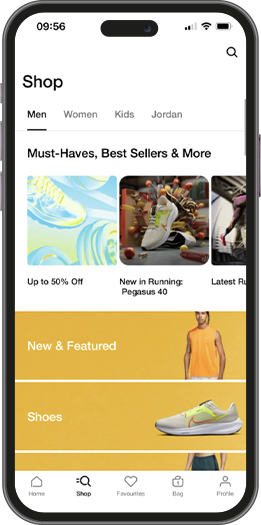 09:56
Shop
Men Women Kids Jordan
Must-Haves, Best Sellers & More
Up to 50% Off
New in Running:
Pegasus 40
Latest Ru
New & Featured
Shoes
Home Shop Favourites Bag Profile